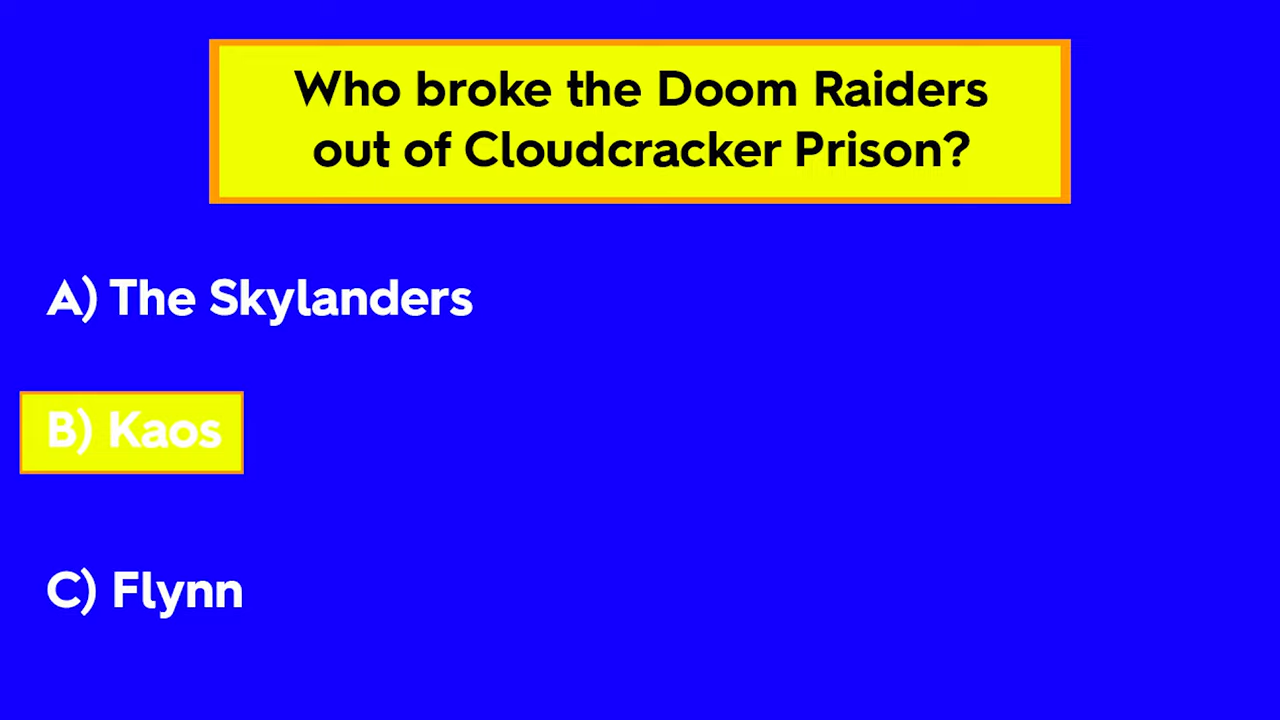 Who broke the Doom Raiders
out of Cloudcracker Prison?
A) The Skylanders
B) Kaos
C) Flynn